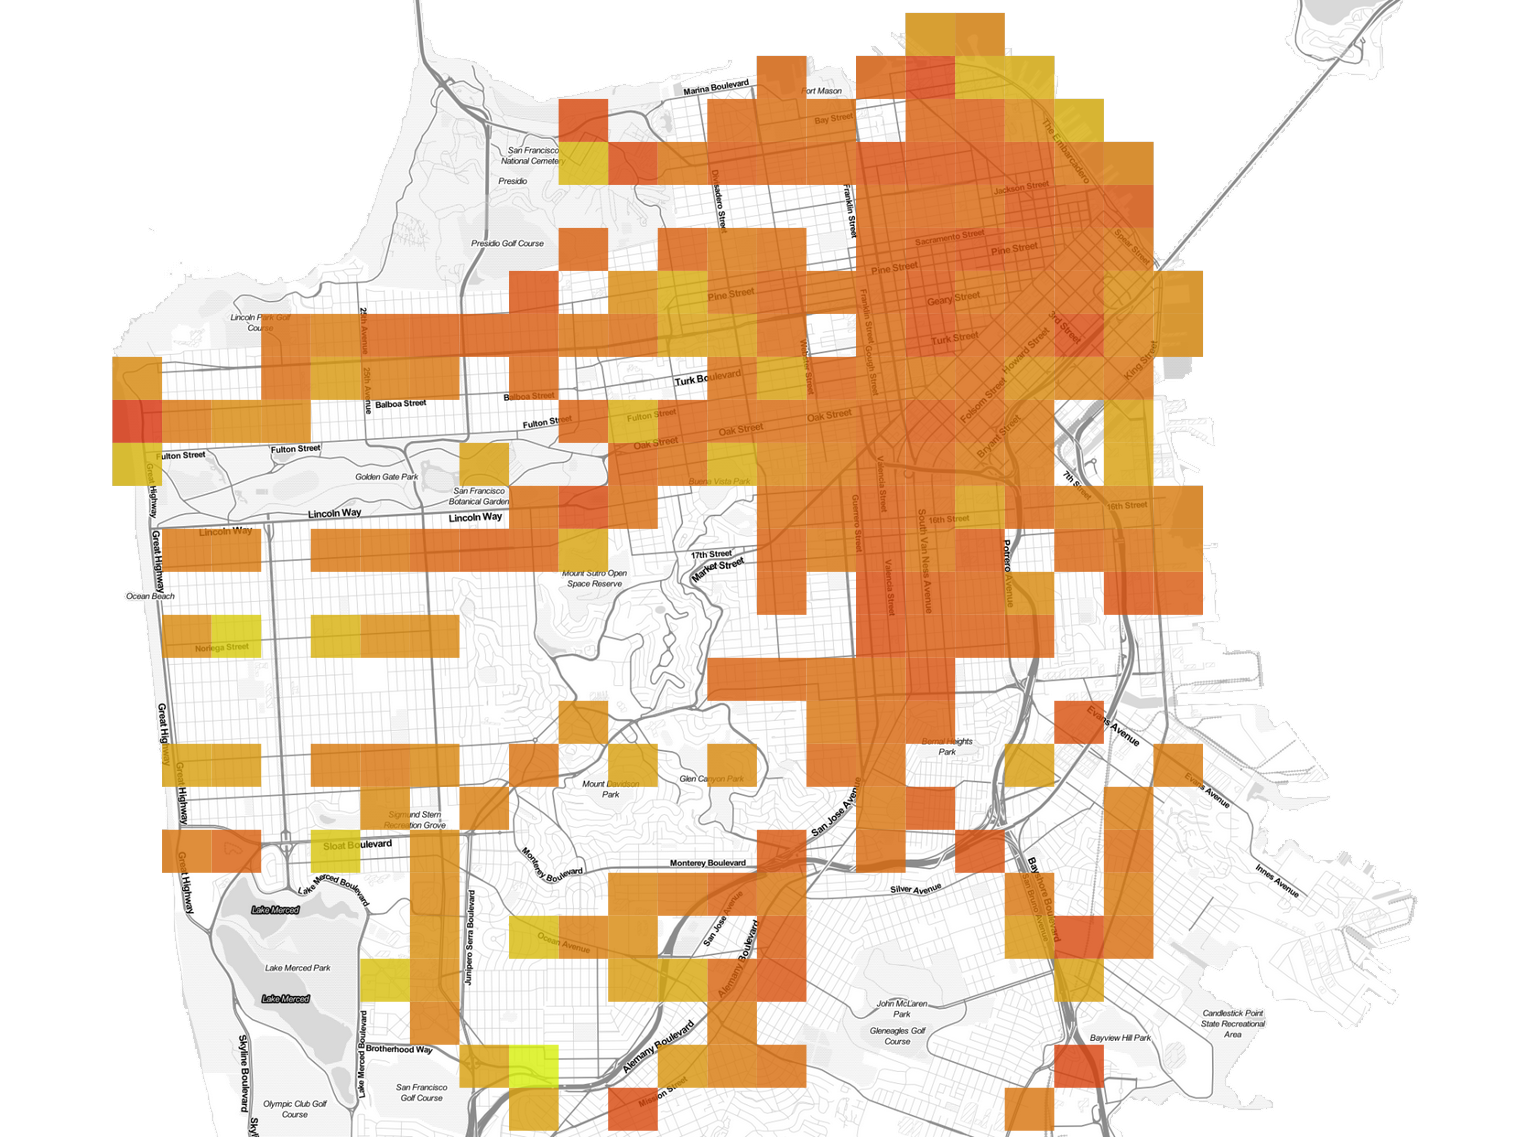 Marina Boulevard
Fort Mason
Bay Street
The Embarcadero
San Francisco
National Cemetery
Presidio
Divisadero Street
Franklin Street
Jackson Street
Presidio Golf Course
Sacramento Street
Pine Street
Spear Street
Pine Street
Pine Street
Geary Street
Franklin Street
Gough Street
Lincoln Park Golf
Course
25th Avenue
3rd Street
Turk Street
Howard Street
King Street
Webster Street
25th Avenue
Turk Boulevard
Balboa Street
Balboa Street
Folsom Street
Fulton Street
Fulton Street
Oak Street
Oak Street
Oak Street
Bryant Street
Fulton Street
Fulton Street
Golden Gate Park
Buena Vista Park
7th Street
Great Highway
San Francisco
Botanical Garden
Valencia Street
Guerrero Street
South Van Ness Avenue
16th Street
16th Street
Lincoln Way
Lincoln Way
Lincoln Way
Great Highway
17th Street
Market Street
Potrero Avenue
Valencia Street
Mount Sutro Open
Space Reserve
Ocean Beach
Noriega Street
Great Highway
Evans Avenue
Bernal Heights
Park
Great Highway
Mount Davidson
Park
Glen Canyon Park
Evans Avenue
San Jose Avenue
Sigmund Stern
Recreation Grove
Sloat Boulevard
Monterey Boulevard
Monterey Boulevard
Great Highway
Lake Merced Boulevard
Silver Avenue
Bayshore Boulevard
San Bruno Avenue
Innes Avenue
Lake Merced
San Jose Avenue
Junipero Serra Boulevard
Ocean Avenue
Alemany Boulevard
Alemany Boulevard
Lake Merced Park
Lake Merced
John McLaren
Park
Gleneagles Golf
Course
Candlestick Point
State Recreational
Area
Bayview Hill Park
Skyline Boulevard
Lake Merced Boulevard
Brotherhood Way
Alemany Boulevard
San Francisco
Golf Course
Mission Street
Olympic Club Golf
Course